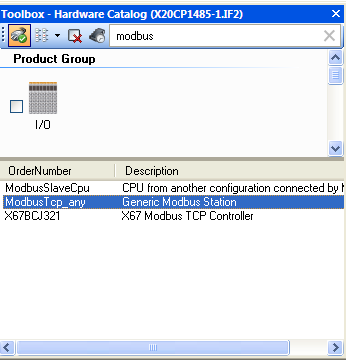 Toolbox - Hardware Catalog (X20CP1485-1.IF2)
modbus
Product Group
I/O
OrderNumber Description
ModbusSlaveCpu CPU from another configuration connected by
ModbusTcp_any Generic Modbus Station
X67BCJ321 X67 Modbus TCP Controller